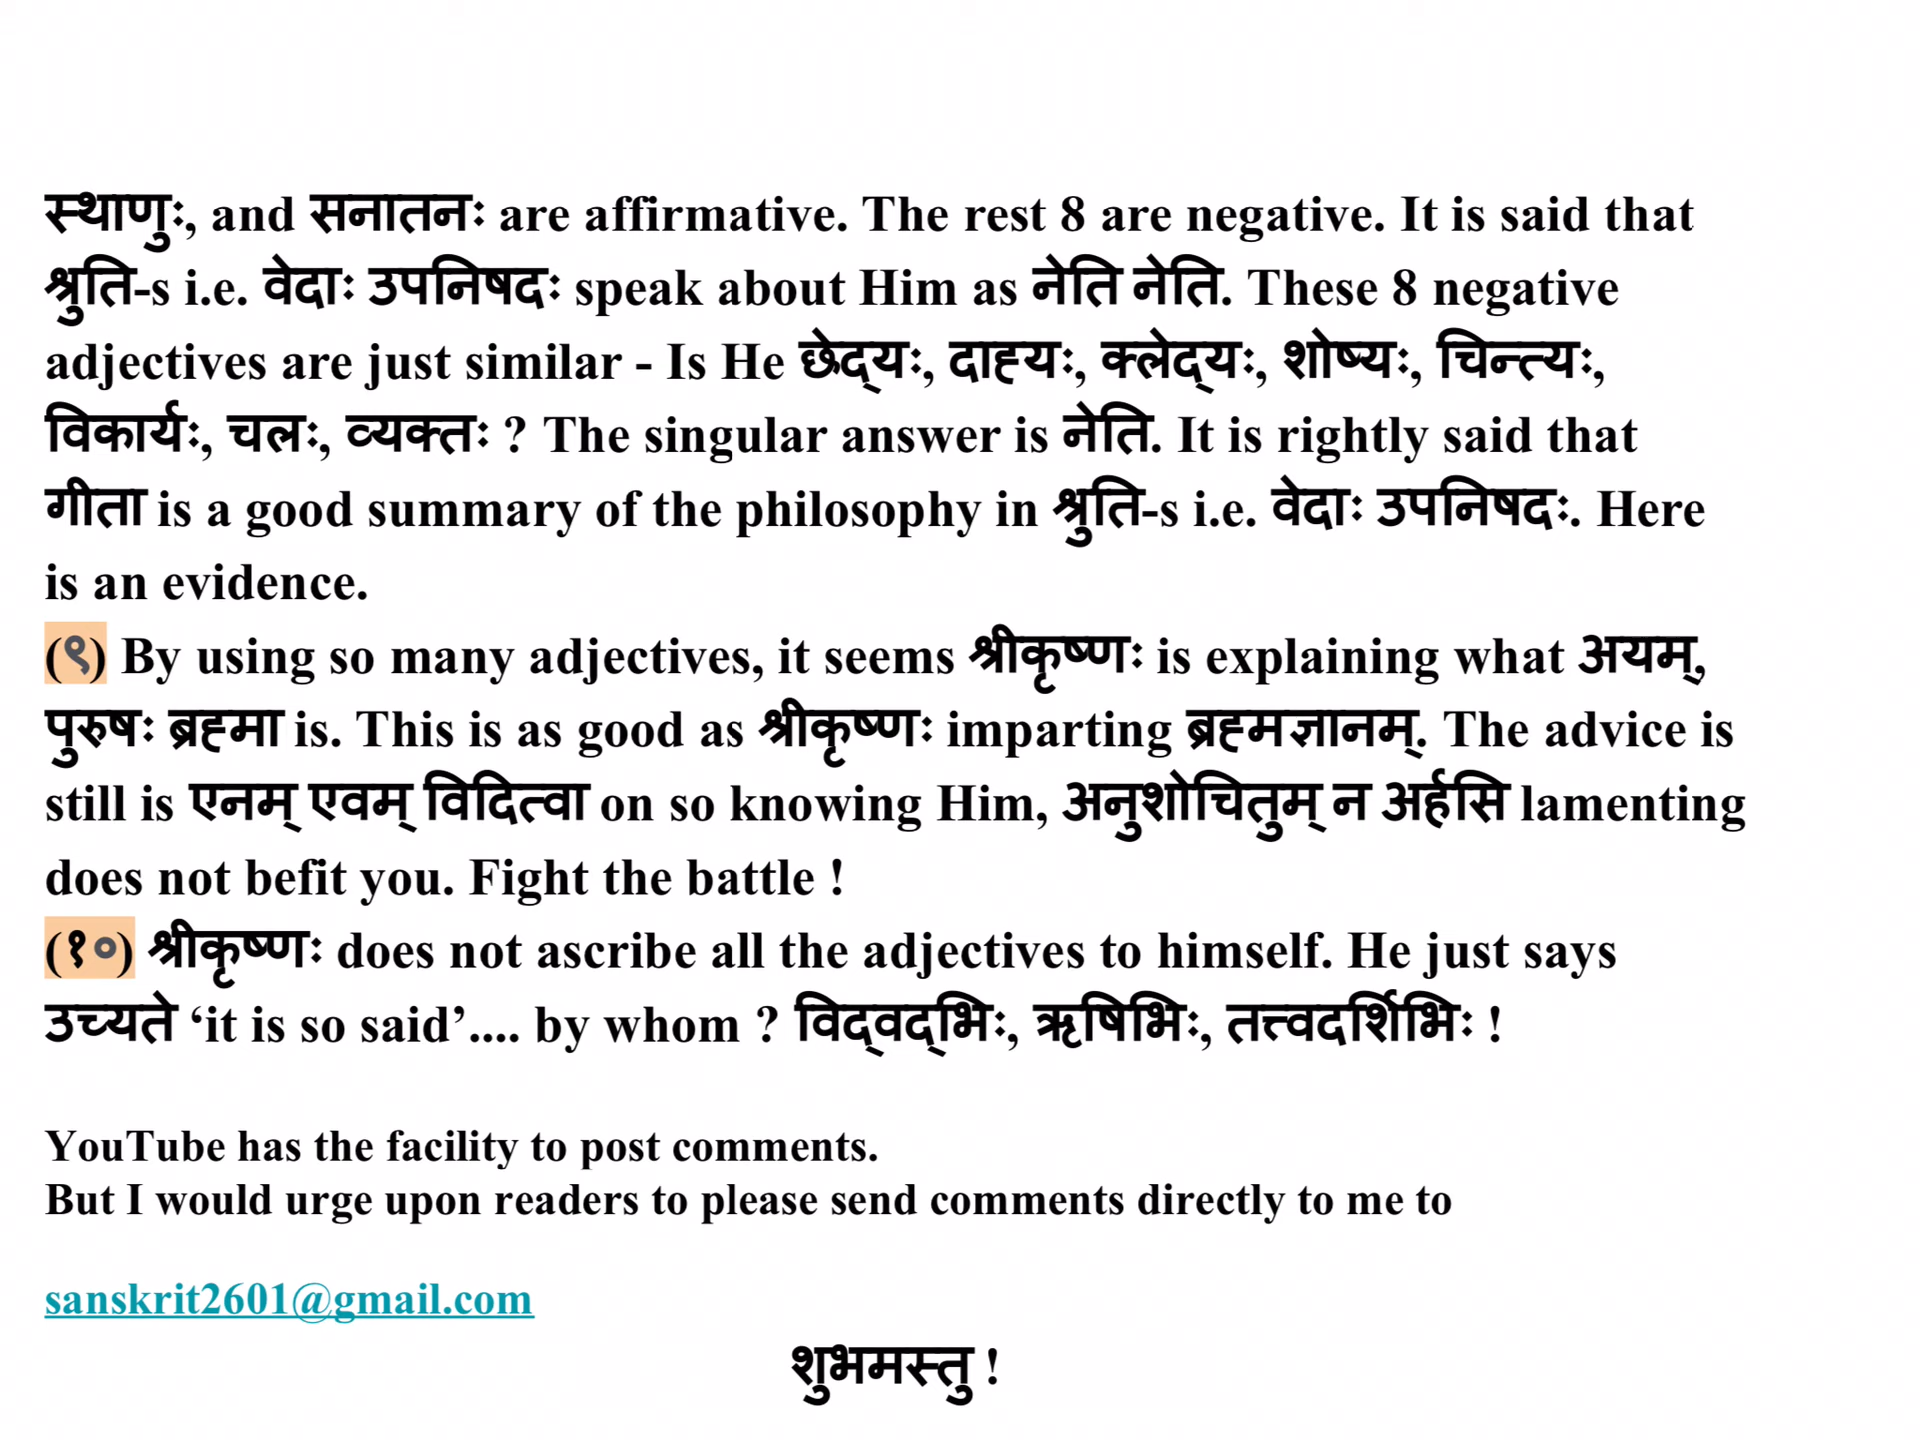 स्थाणुः, and सनातनः are affirmative. The rest 8 are negative. It is said that
श्रुति-s i.e. वेदाः उपनिषदः speak about Him as नेति नेति. These 8 negative
adjectives are just similar - Is He छेद्यः, दाह्यः, क्लेद्यः, शोष्यः, चिन्त्यः,
विकार्यः, चलः, व्यक्तः ? The singular answer is नेति. It is rightly said that
गीता is a good summary of the philosophy in श्रुति-s i.e. वेदाः उपनिषदः. Here
is an evidence.
(९) By using so many adjectives, it seems श्रीकृष्णः is explaining what अयम्,
पुरुषः ब्रह्मा is. This is as good as श्रीकृष्णः imparting ब्रह्मज्ञानम्. The advice is
still is एनम् एवम् विदित्वा on so knowing Him, अनुशोचितुम् न अर्हसि lamenting
does not befit you. Fight the battle !
(१०) श्रीकृष्णः does not ascribe all the adjectives to himself. He just says
उच्यते ‘it is so said’.... by whom ? विद्वद्भिः, ऋषिभिः, तत्त्वदर्शिभिः !
YouTube has the facility to post comments.
But I would urge upon readers to please send comments directly to me to
sanskrit2601@gmail.com
शुभमस्तु !